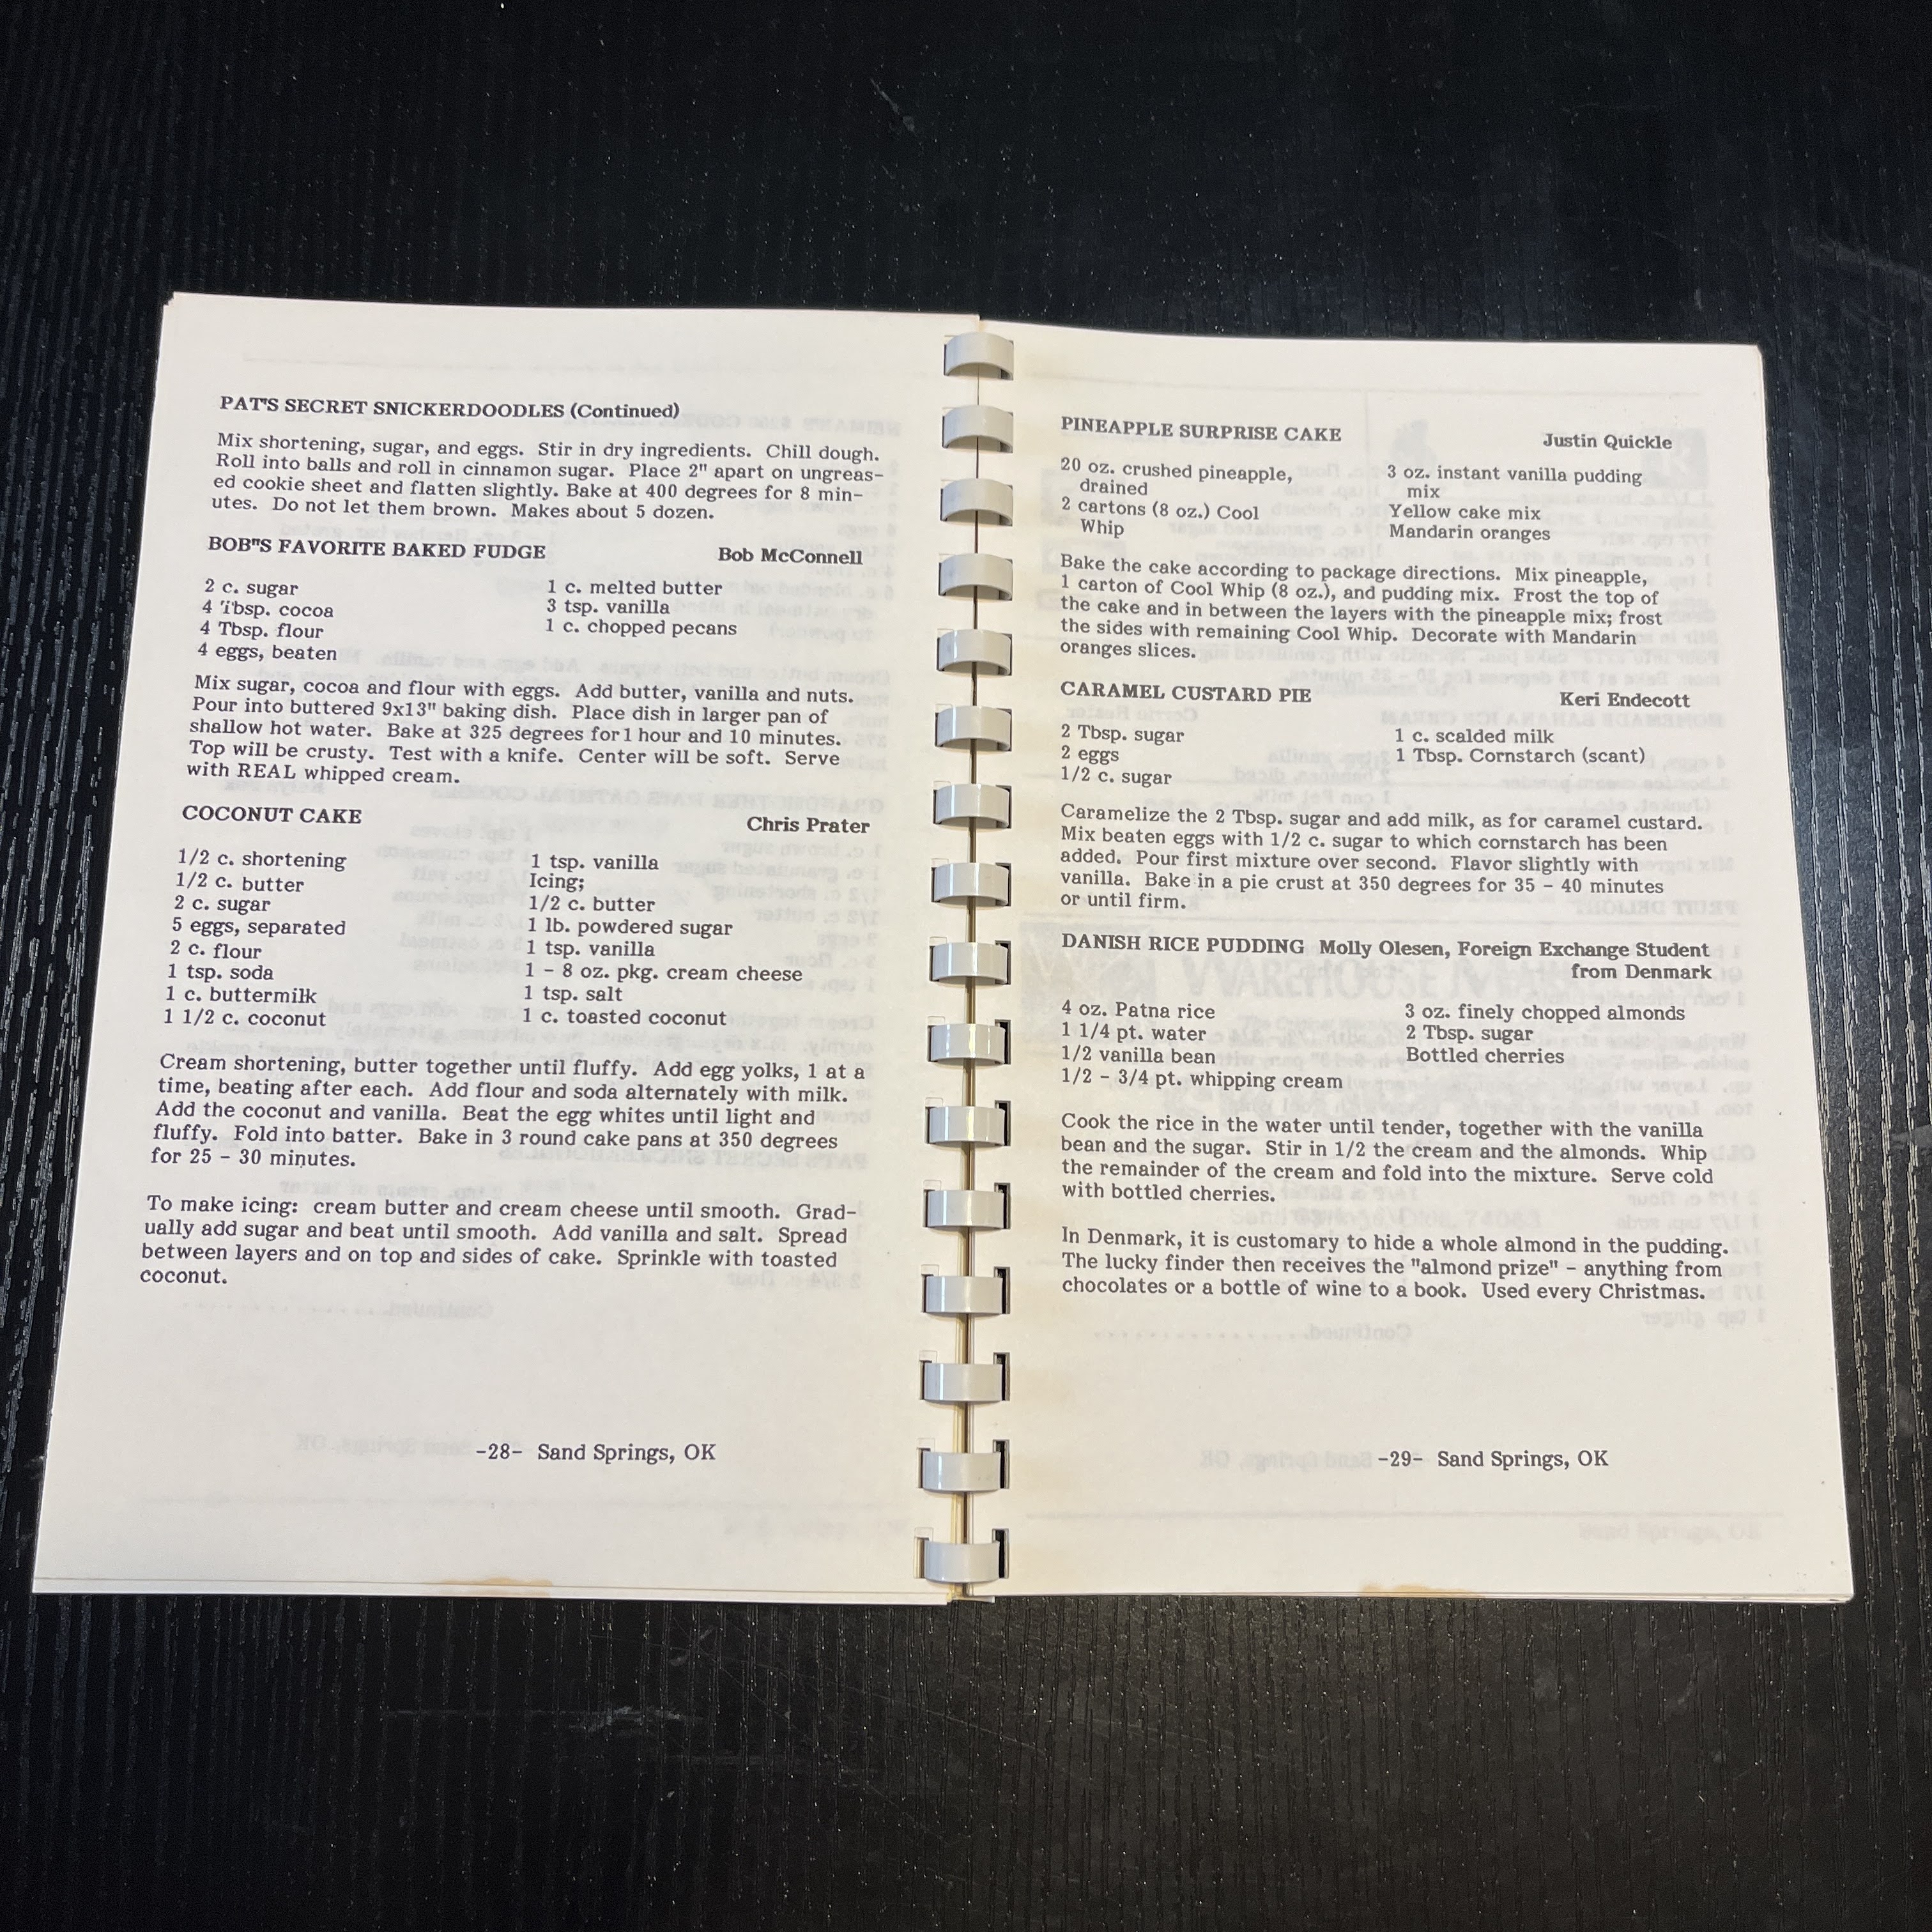 PAT'S SECRET SNICKERDOODLES (Continued)
Mix shortening, sugar, and eggs. Stir in dry ingredients. Chill dough.
Roll into balls and roll in cinnamon sugar. Place 2" apart on ungreas-
ed cookie sheet and flatten slightly. Bake at 400 degrees for 8 min-
utes. Do not let them brown. Makes about 5 dozen.
BOB"S FAVORITE BAKED FUDGE Bob McConnell
2 c. sugar 1 c. melted butter
4 Tbsp. cocoa 3 tsp. vanilla
4 Tbsp. flour 1 c. chopped pecans
4 eggs, beaten
Mix sugar, cocoa and flour with eggs. Add butter, vanilla and nuts.
Pour into buttered 9x13" baking dish. Place dish in larger pan of
shallow hot water. Bake at 325 degrees for 1 hour and 10 minutes.
Top will be crusty. Test with a knife. Center will be soft. Serve
with REAL whipped cream.
COCONUT CAKE Chris Prater
1/2 c. shortening 1 tsp. vanilla
1/2 c. butter Icing;
2 c. sugar 1/2 c. butter
5 eggs, separated 1 lb. powdered sugar
2 c. flour 1 tsp. vanilla
1 tsp. soda 1 - 8 oz. pkg. cream cheese
1 c. buttermilk 1 tsp. salt
1 1/2 c. coconut 1 c. toasted coconut
Cream shortening, butter together until fluffy. Add egg yolks, 1 at a
time, beating after each. Add flour and soda alternately with milk.
Add the coconut and vanilla. Beat the egg whites until light and
fluffy. Fold into batter. Bake in 3 round cake pans at 350 degrees
for 25 - 30 minutes.
To make icing: cream butter and cream cheese until smooth. Grad-
ually add sugar and beat until smooth. Add vanilla and salt. Spread
between layers and on top and sides of cake. Sprinkle with toasted
coconut.
-28- Sand Springs, OK
PINEAPPLE SURPRISE CAKE Justin Quickle
20 oz. crushed pineapple, 3 oz. instant vanilla pudding
drained mix
2 cartons (8 oz.) Cool Yellow cake mix
Whip Mandarin oranges
Bake the cake according to package directions. Mix pineapple,
1 carton of Cool Whip (8 oz.), and pudding mix. Frost the top of
the cake and in between the layers with the pineapple mix; frost
the sides with remaining Cool Whip. Decorate with Mandarin
oranges slices.
CARAMEL CUSTARD PIE Keri Endecott
2 Tbsp. sugar 1 c. scalded milk
2 eggs 1 Tbsp. Cornstarch (scant)
1/2 c. sugar
Caramelize the 2 Tbsp. sugar and add milk, as for caramel custard.
Mix beaten eggs with 1/2 c. sugar to which cornstarch has been
added. Pour first mixture over second. Flavor slightly with
vanilla. Bake in a pie crust at 350 degrees for 35 - 40 minutes
or until firm.
DANISH RICE PUDDING Molly Olesen, Foreign Exchange Student
from Denmark
4 oz. Patna rice 3 oz. finely chopped almonds
1 1/4 pt. water 2 Tbsp. sugar
1/2 vanilla bean Bottled cherries
1/2 - 3/4 pt. whipping cream
Cook the rice in the water until tender, together with the vanilla
bean and the sugar. Stir in 1/2 the cream and the almonds. Whip
the remainder of the cream and fold into the mixture. Serve cold
with bottled cherries.
In Denmark, it is customary to hide a whole almond in the pudding.
The lucky finder then receives the "almond prize" - anything from
chocolates or a bottle of wine to a book. Used every Christmas.
-29- Sand Springs, OK